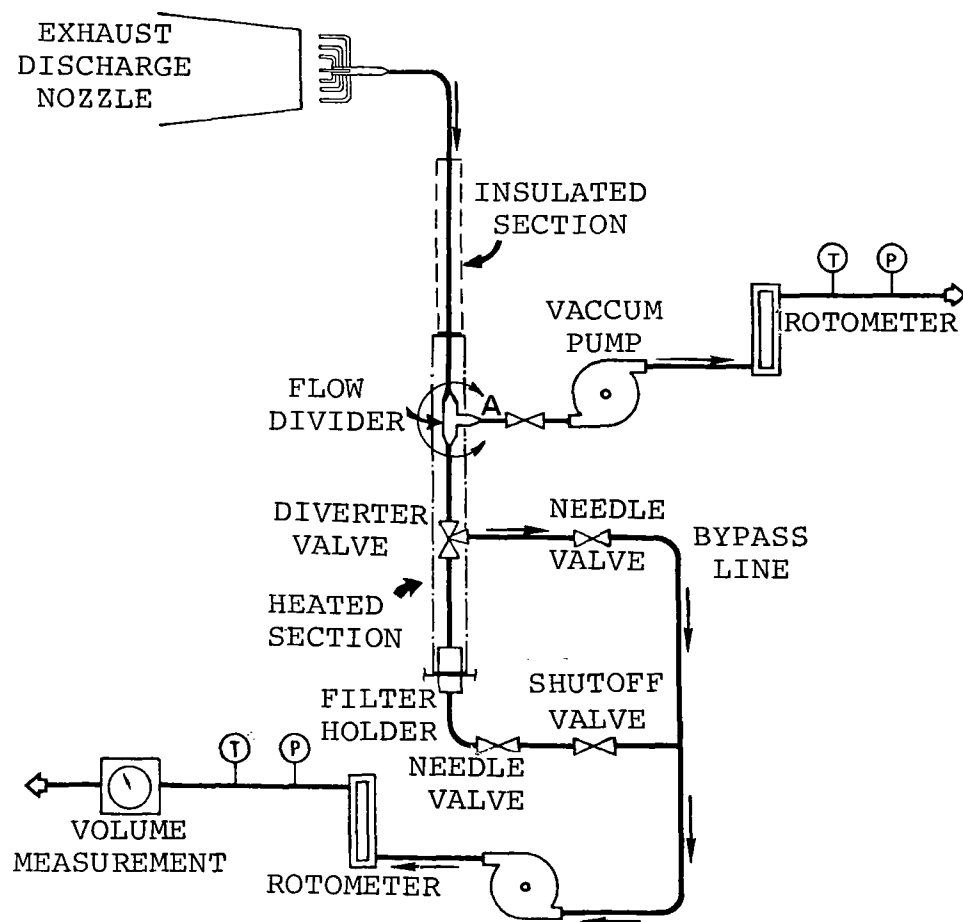 EXHAUST
DISCHARGE
NOZZLE
INSULATED
SECTION
T
P
ROTOMETER
VACCUM
PUMP
FLOW
DIVIDER
A
DIVERTER
VALVE
NEEDLE
VALVE
BYPASS
LINE
HEATED
SECTION
FILTER
HOLDER
SHUTOFF
VALVE
NEEDLE
VALVE
T
P
VOLUME
MEASUREMENT
ROTOMETER